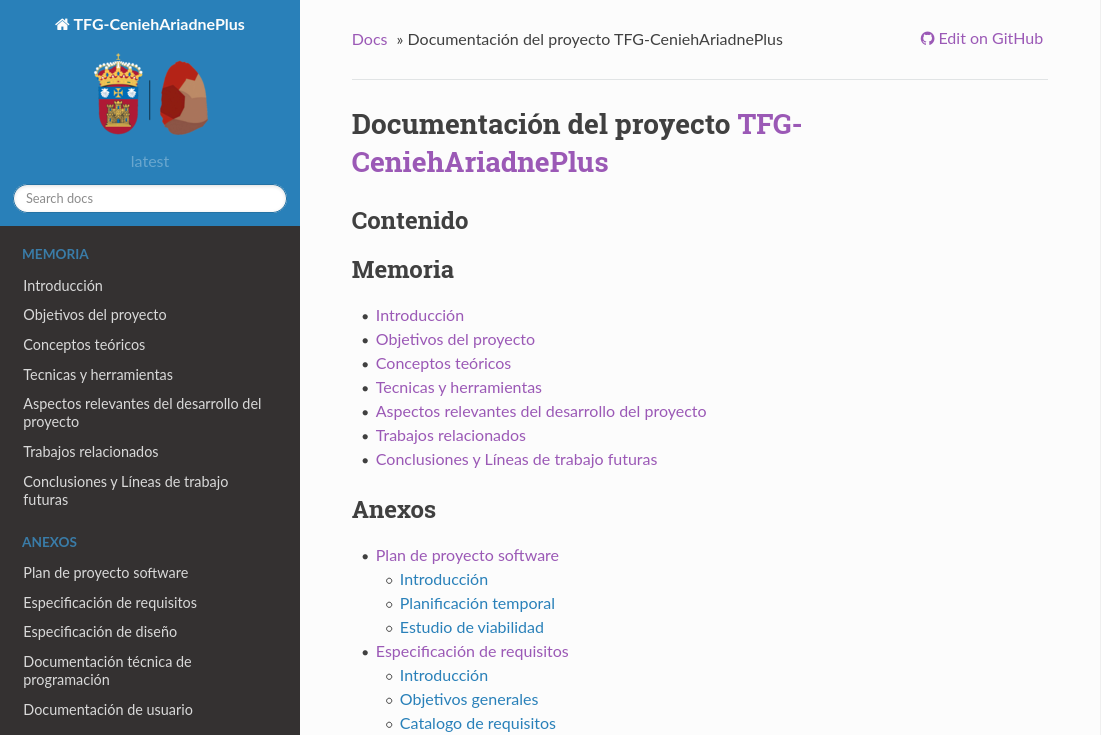 TFG-CeniehAriadnePlus
latest
Search docs
MEMORIA
Introducción
Objetivos del proyecto
Conceptos teóricos
Tecnicas y herramientas
Aspectos relevantes del desarrollo del
proyecto
Trabajos relacionados
Conclusiones y Líneas de trabajo
futuras
ANEXOS
Plan de proyecto software
Especificación de requisitos
Especificación de diseño
Documentación técnica de
programación
Documentación de usuario
Docs » Documentación del proyecto TFG-CeniehAriadnePlus
Edit on GitHub
Documentación del proyecto TFG-
CeniehAriadnePlus
Contenido
Memoria
• Introducción
• Objetivos del proyecto
• Conceptos teóricos
• Tecnicas y herramientas
• Aspectos relevantes del desarrollo del proyecto
• Trabajos relacionados
• Conclusiones y Líneas de trabajo futuras
Anexos
• Plan de proyecto software
◦ Introducción
◦ Planificación temporal
◦ Estudio de viabilidad
• Especificación de requisitos
◦ Introducción
◦ Objetivos generales
◦ Catalogo de requisitos